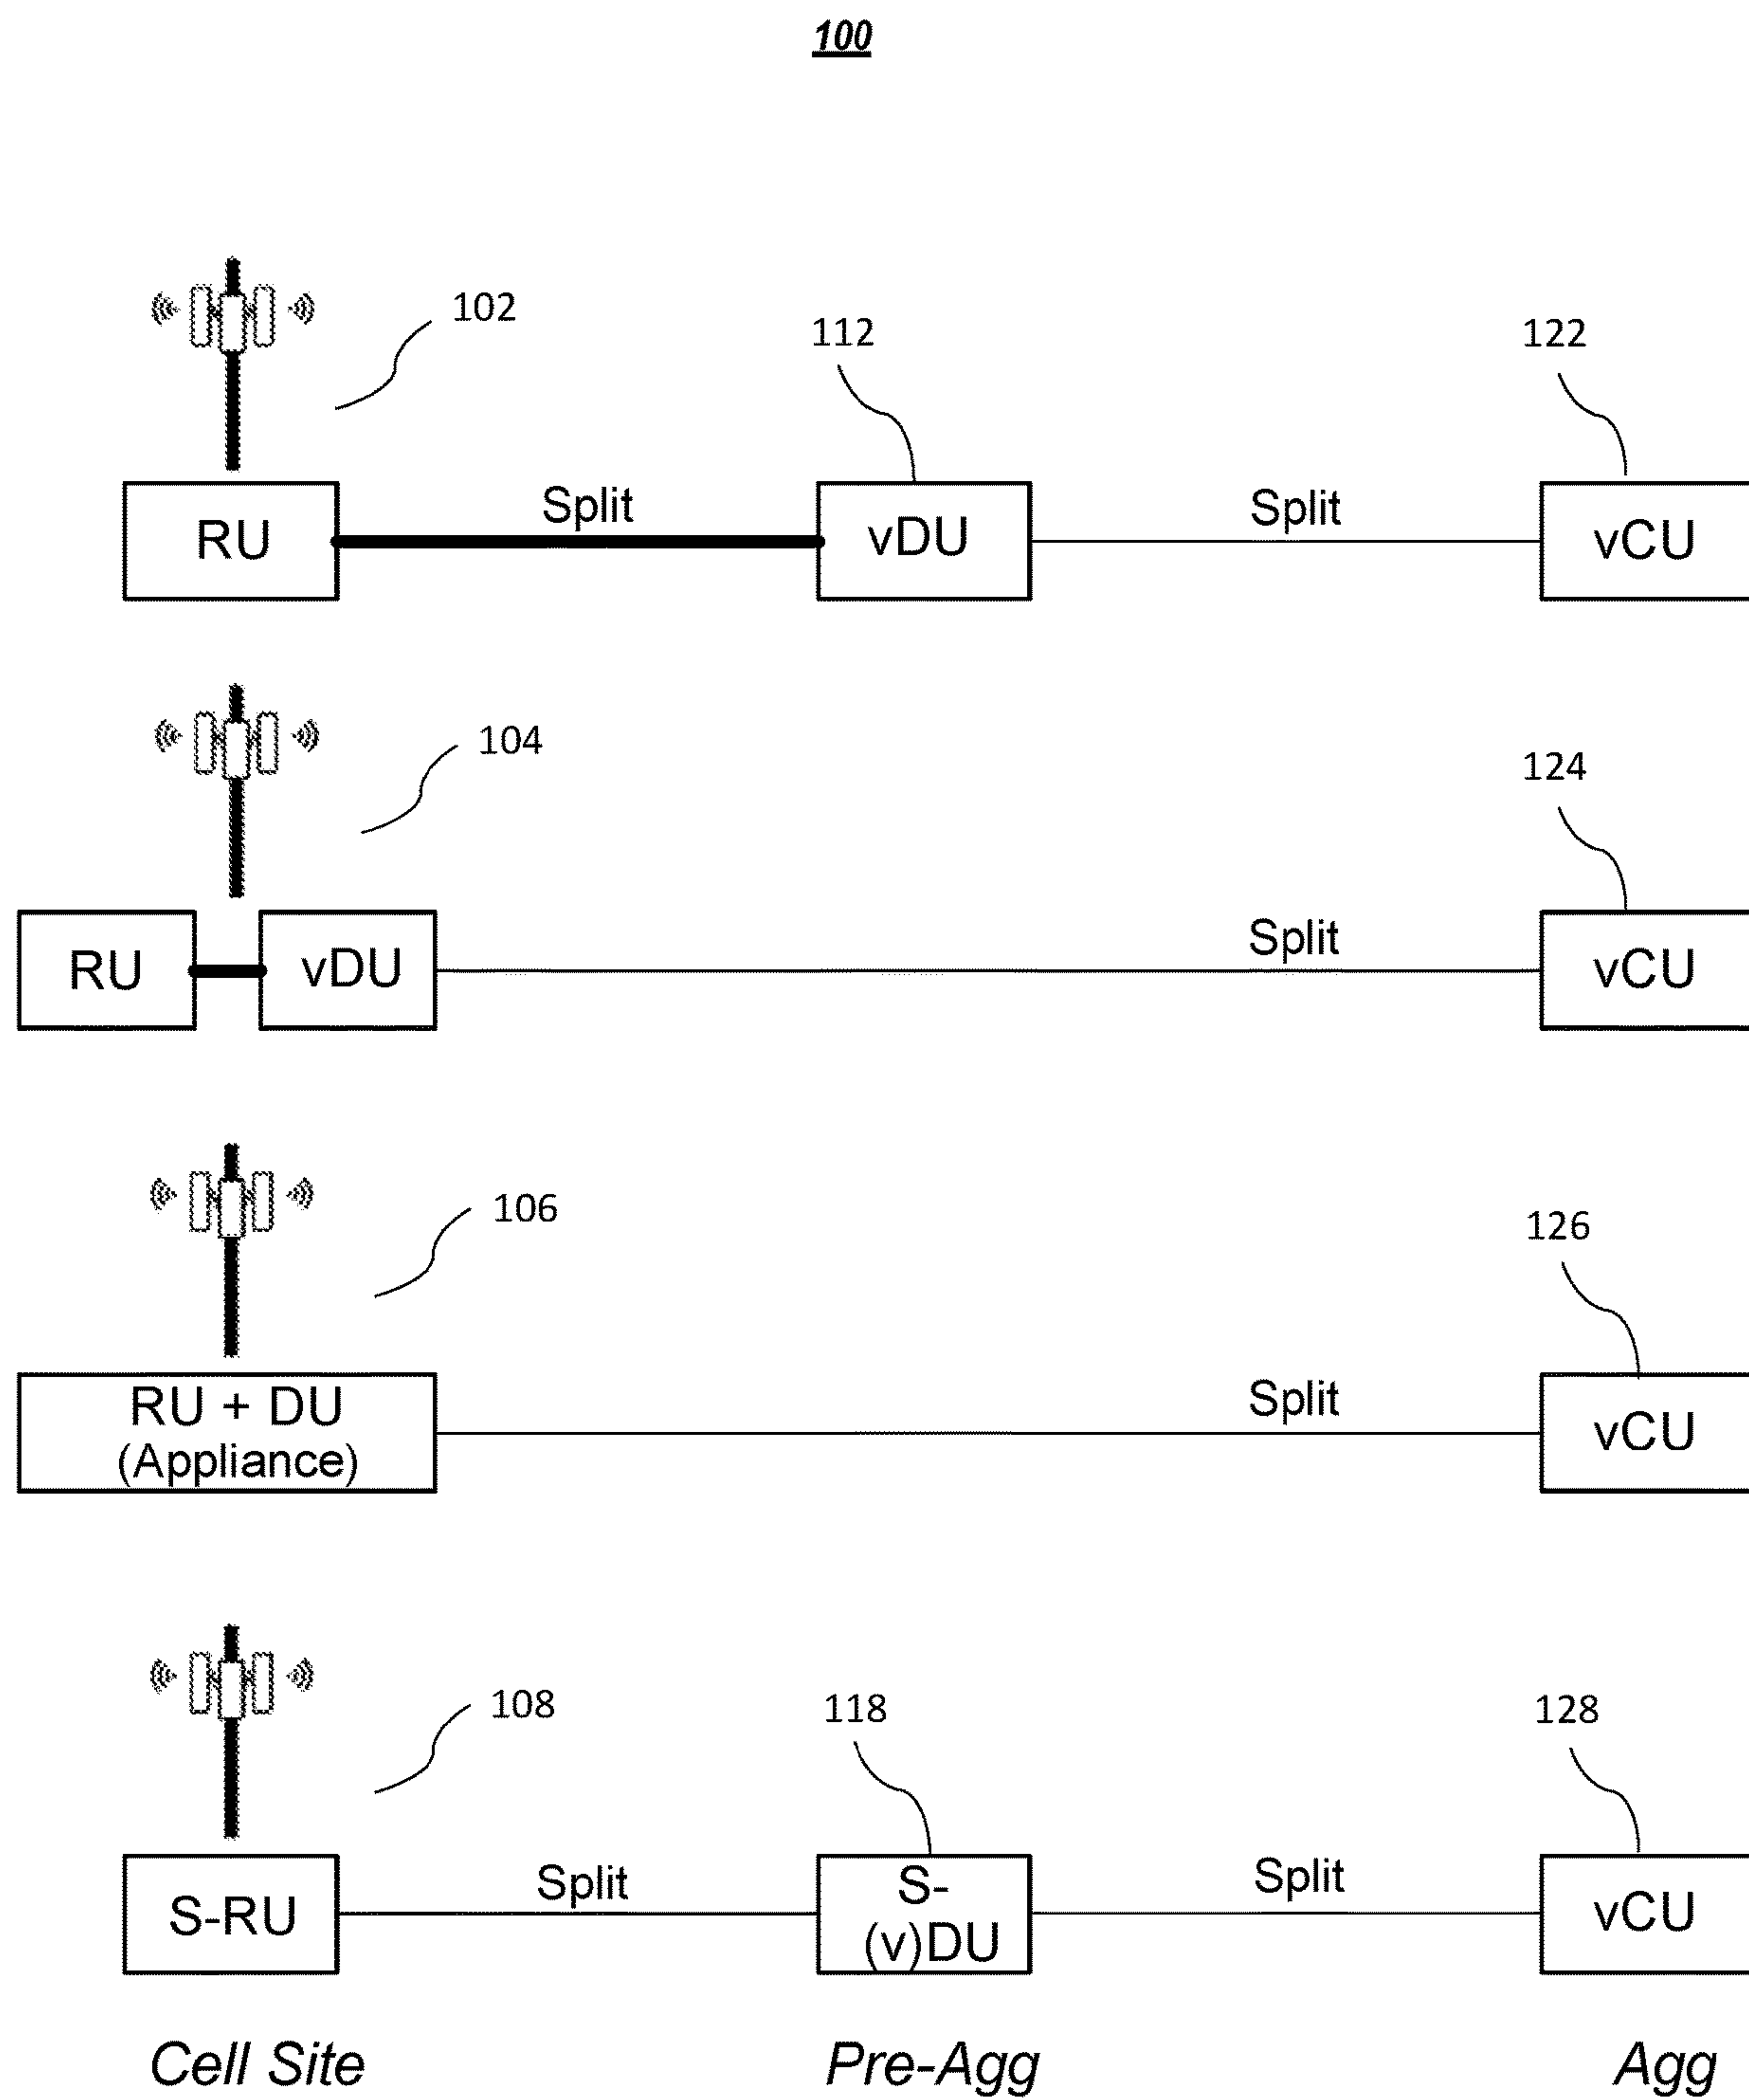 100
102
112
122
RU
Split
vDU
Split
vCU
104
124
RU
vDU
Split
vCU
106
126
RU + DU
(Appliance)
Split
vCU
108
118
128
S-RU
Split
S-
(v)DU
Split
vCU
Cell Site
Pre-Agg
Agg